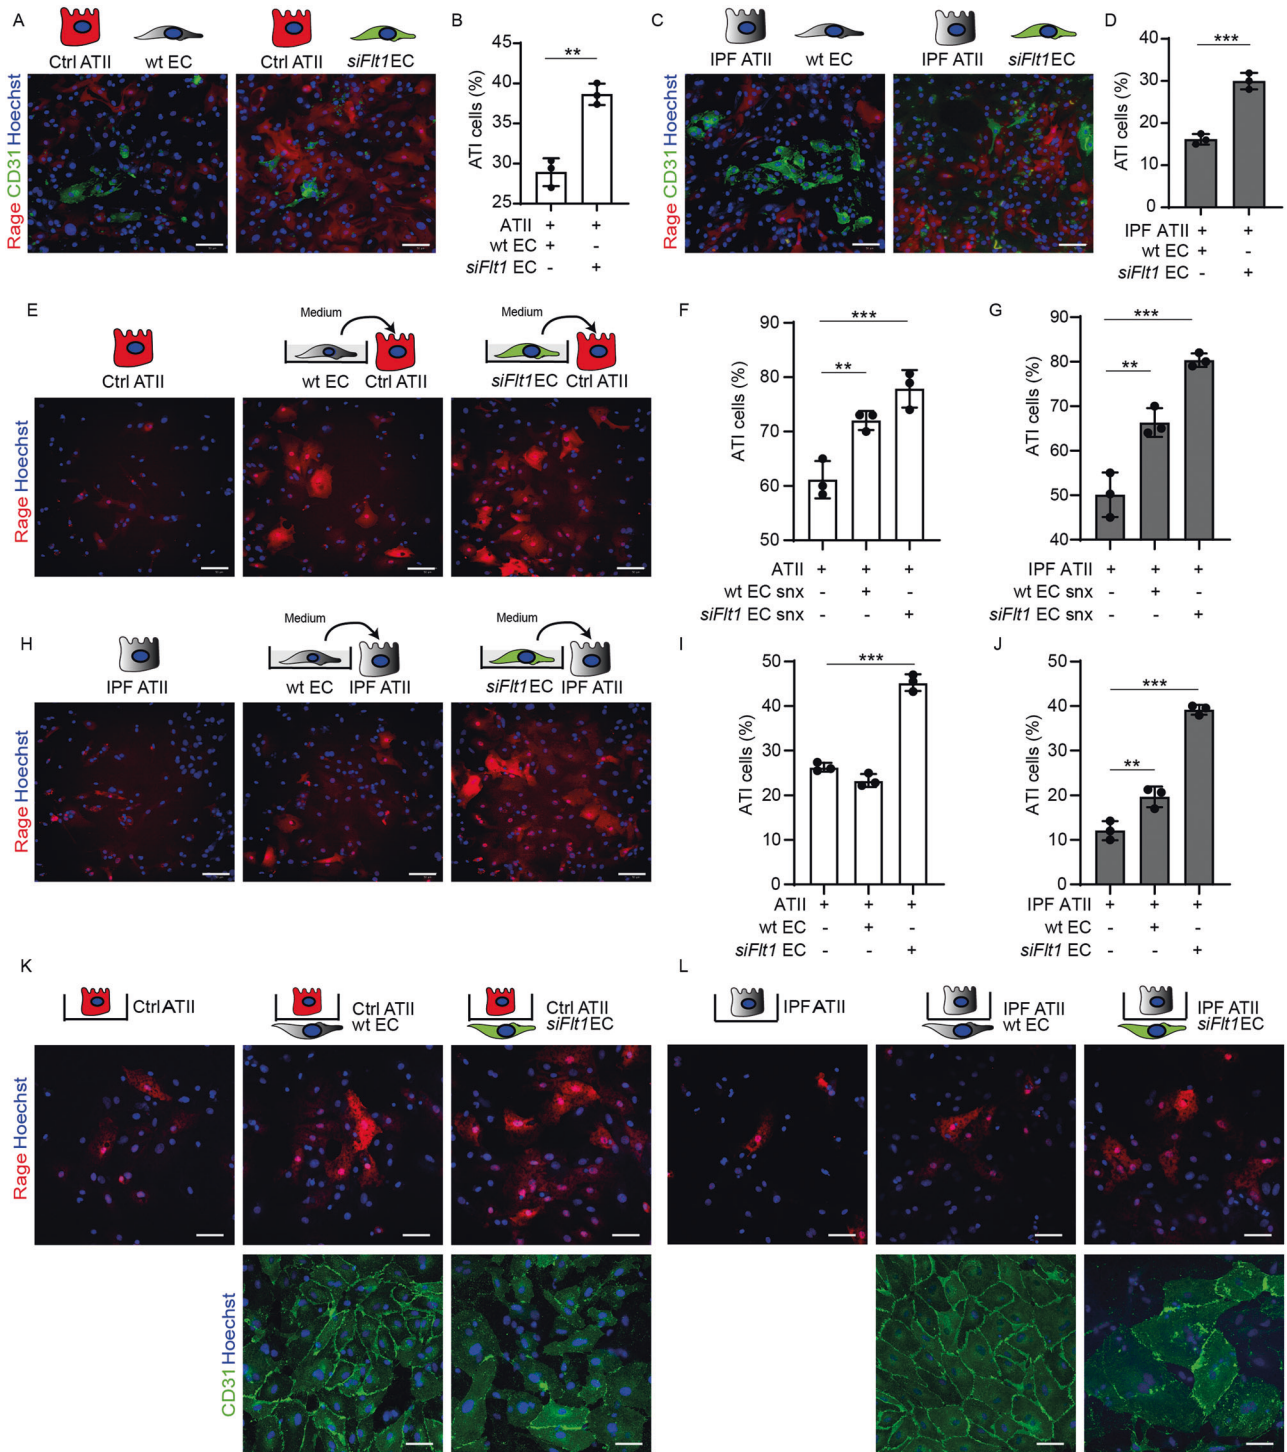 A
Ctrl ATII wt EC
Ctrl ATII siFlt1EC
Rage CD31 Hoechst
B
ATI cells (%)
45
40
35
30
25
**
ATII + +
wt EC + -
siFlt1 EC - +
C
IPF ATII wt EC
IPF ATII siFlt1EC
Rage CD31 Hoechst
D
ATI cells (%)
40
30
20
10
0
***
IPF ATII + +
wt EC + -
siFlt1 EC - +
E
Ctrl ATII
Medium
wt EC Ctrl ATII
Medium
siFlt1EC Ctrl ATII
Rage Hoechst
F
ATI cells (%)
90
80
70
60
50
***
**
ATII + + +
wt EC snx - + -
siFlt1 EC snx - - +
G
ATI cells (%)
90
80
70
60
50
40
***
**
IPF ATII + + +
wt EC snx - + -
siFlt1 EC snx - - +
H
IPF ATII
Medium
wt EC IPF ATII
Medium
siFlt1EC IPF ATII
Rage Hoechst
I
ATI cells (%)
50
40
30
20
10
0
***
ATII + + +
wt EC - + -
siFlt1 EC - - +
J
ATI cells (%)
50
40
30
20
10
0
***
**
IPF ATII + + +
wt EC - + -
siFlt1 EC - - +
K
Ctrl ATII
Ctrl ATII
wt EC
Ctrl ATII
siFlt1EC
Rage Hoechst
CD31 Hoechst
L
IPF ATII
IPF ATII
wt EC
IPF ATII
siFlt1EC